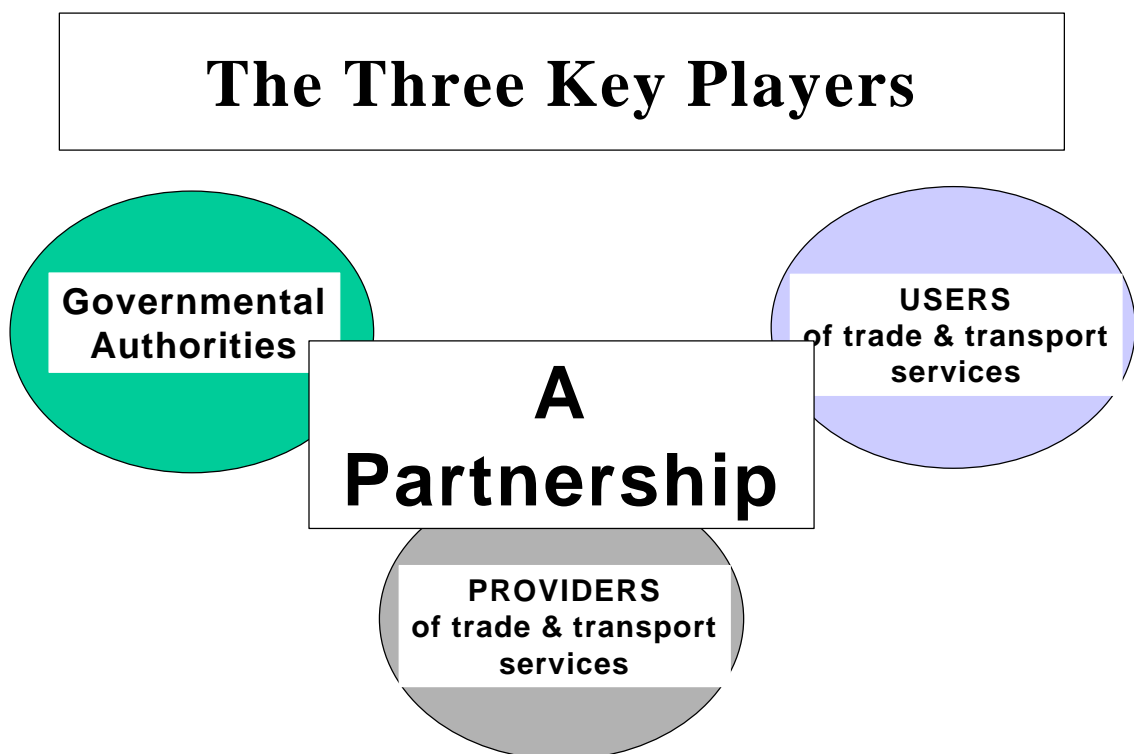 The Three Key Players
Governmental
Authorities
USERS
of trade & transport
services
A
Partnership
PROVIDERS
of trade & transport
services